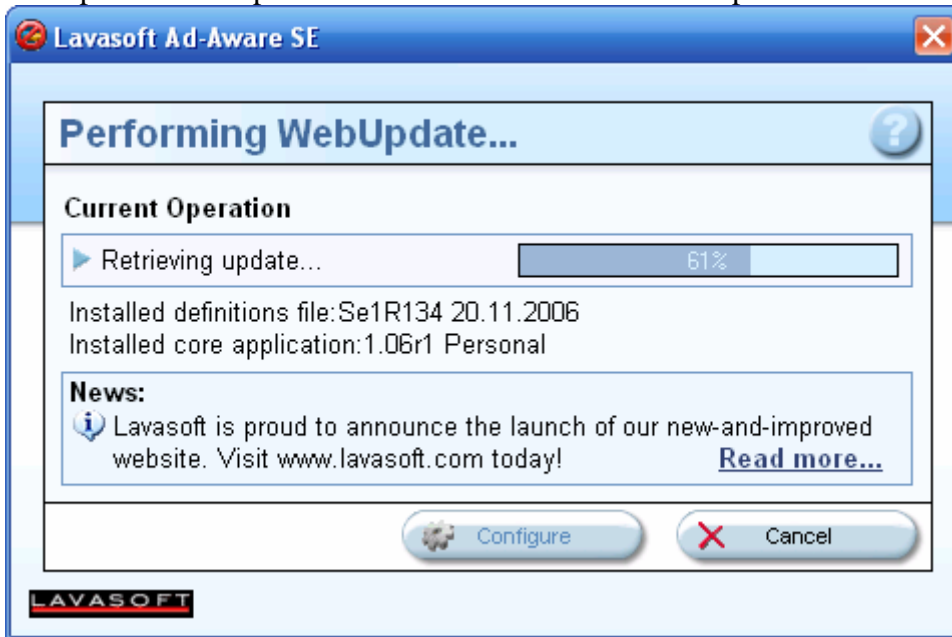 Lavasoft Ad-Aware SE
Performing WebUpdate...
?
Current Operation
Retrieving update... 61%
Installed definitions file:Se1R134 20.11.2006
Installed core application:1.06r1 Personal
News:
Lavasoft is proud to announce the launch of our new-and-improved
website. Visit www.lavasoft.com today! Read more...
Configure Cancel
LAVASOFT